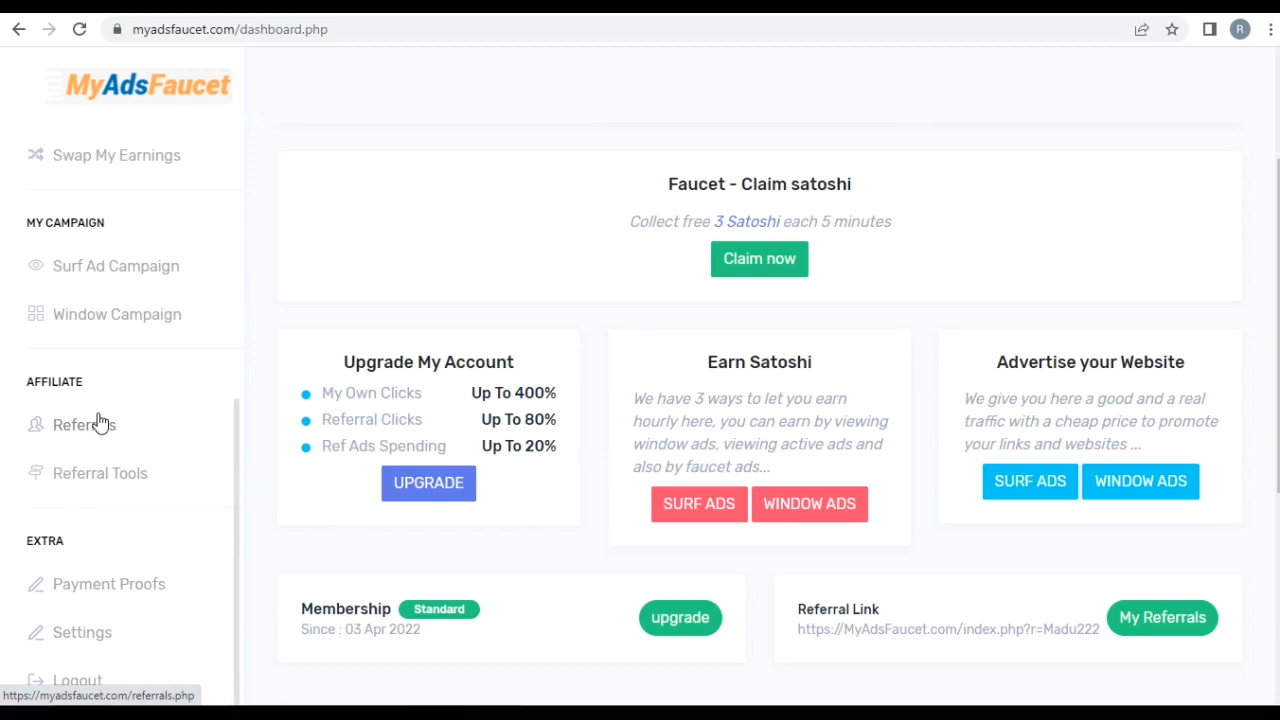 myadsfaucet.com/dashboard.php
R
MyAdsFaucet
Swap My Earnings
MY CAMPAIGN
Surf Ad Campaign
Window Campaign
AFFILIATE
Referrals
Referral Tools
EXTRA
Payment Proofs
Settings
Logout
https://myadsfaucet.com/referrals.php
Faucet - Claim satoshi
Collect free 3 Satoshi each 5 minutes
Claim now
Upgrade My Account
My Own Clicks Up To 400%
Referral Clicks Up To 80%
Ref Ads Spending Up To 20%
UPGRADE
Earn Satoshi
We have 3 ways to let you earn
hourly here, you can earn by viewing
window ads, viewing active ads and
also by faucet ads...
SURF ADS WINDOW ADS
Advertise your Website
We give you here a good and a real
traffic with a cheap price to promote
your links and websites ...
SURF ADS WINDOW ADS
Membership Standard
Since : 03 Apr 2022
upgrade
Referral Link
https://MyAdsFaucet.com/index.php?r=Madu222
My Referrals